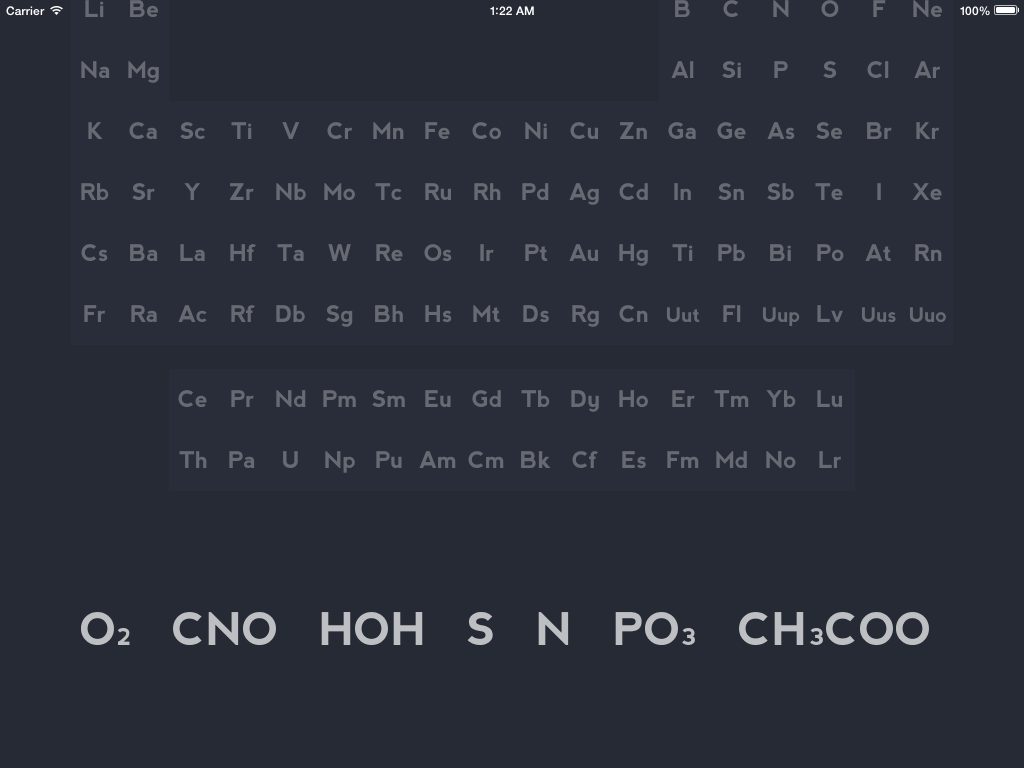 Carrier 1:22 AM 100%
Li Be B C N O F Ne
Na Mg Al Si P S Cl Ar
K Ca Sc Ti V Cr Mn Fe Co Ni Cu Zn Ga Ge As Se Br Kr
Rb Sr Y Zr Nb Mo Tc Ru Rh Pd Ag Cd In Sn Sb Te I Xe
Cs Ba La Hf Ta W Re Os Ir Pt Au Hg Ti Pb Bi Po At Rn
Fr Ra Ac Rf Db Sg Bh Hs Mt Ds Rg Cn Uut Fl Uup Lv Uus Uuo
Ce Pr Nd Pm Sm Eu Gd Tb Dy Ho Er Tm Yb Lu
Th Pa U Np Pu Am Cm Bk Cf Es Fm Md No Lr
O₂ CNO HOH S N PO₃ CH₃COO